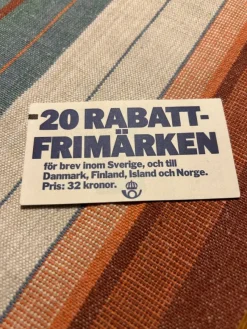 20 RABATT-
FRIMÄRKEN
för brev inom Sverige, och till
Danmark, Finland, Island och Norge.
Pris: 32 kronor.